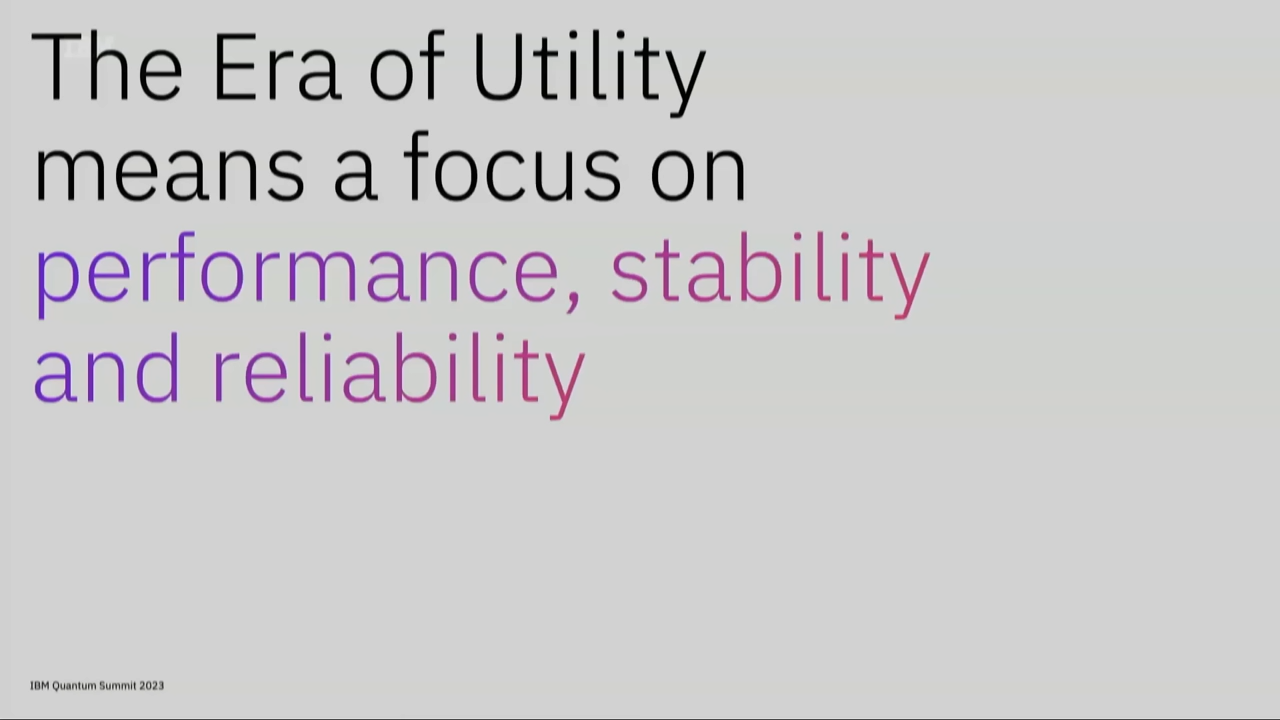 The Era of Utility
means a focus on
performance, stability
and reliability
IBM Quantum Summit 2023